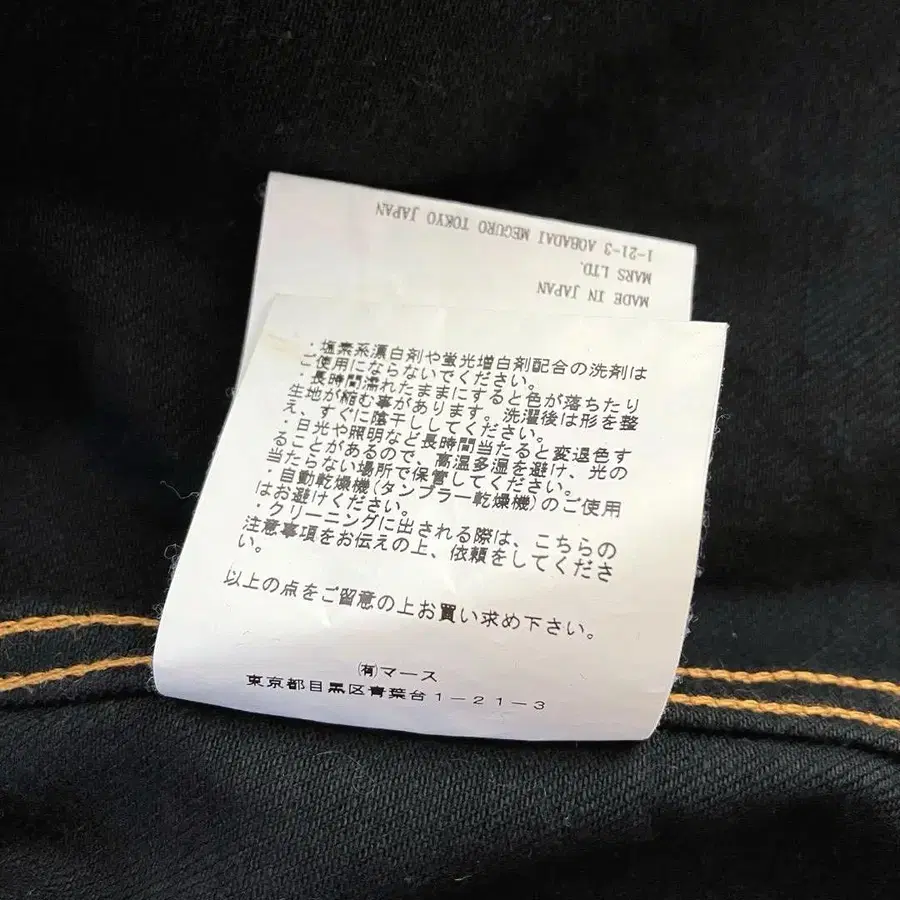 1-21-3 AOBADAI MEGURO TOKYO JAPAN
MARS LTD.
MADE IN JAPAN
・塩素系漂白剤や蛍光増白剤配合の洗剤は
ご使用にならないでください。
・長時間濡れたままにすると色が落ちたり
生地が縮む事があります。洗濯後は形を整
え、すぐに陰干ししてください。
・日光や照明など長時間当たると変退色す
ることがあるので、高温多湿を避け、光の
当たらない場所で保管してください。
・自動乾燥機(タンブラー乾燥機)のご使用
はお避けください。
・クリーニングに出される際は、こちらの
注意事項をお伝えの上、依頼をしてくださ
い。
以上の点をご留意の上お買い求め下さい。
㈲マース
東京都目黒区青葉台1-21-3